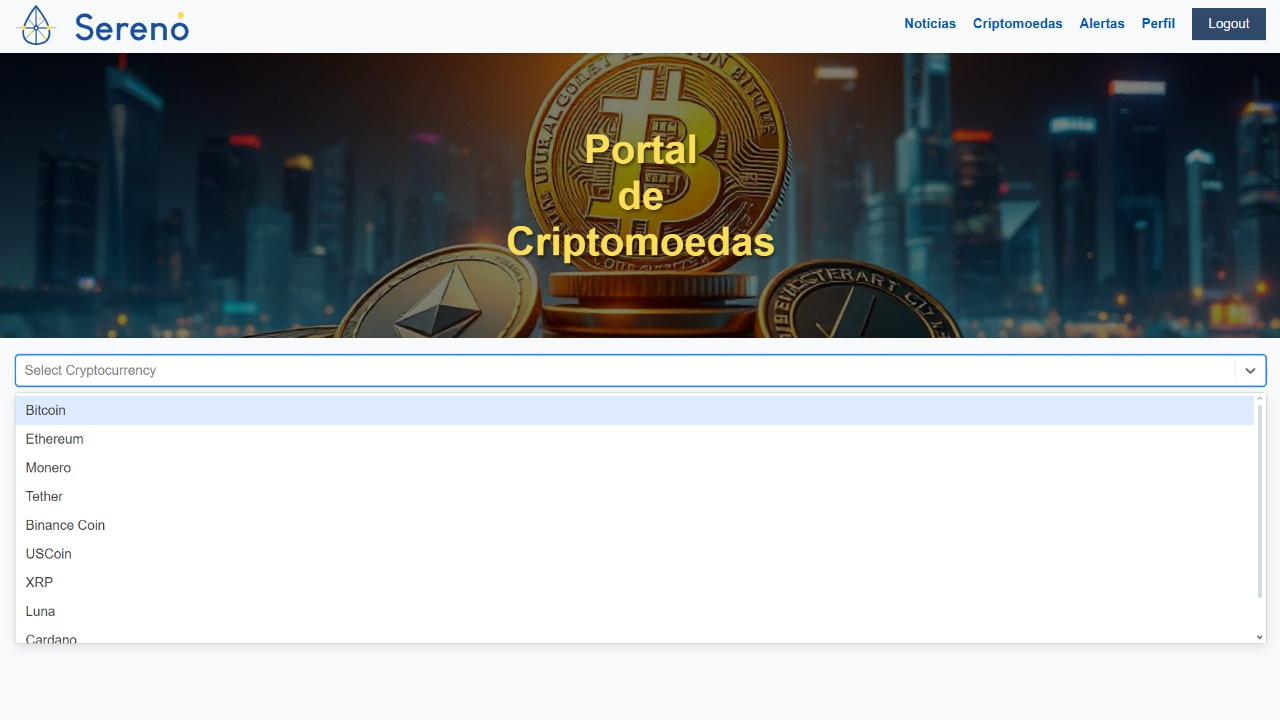 Sereno
Notícias
Criptomoedas
Alertas
Perfil
Logout
Portal
de
Criptomoedas
Select Cryptocurrency
Bitcoin
Ethereum
Monero
Tether
Binance Coin
USCoin
XRP
Luna
Cardano